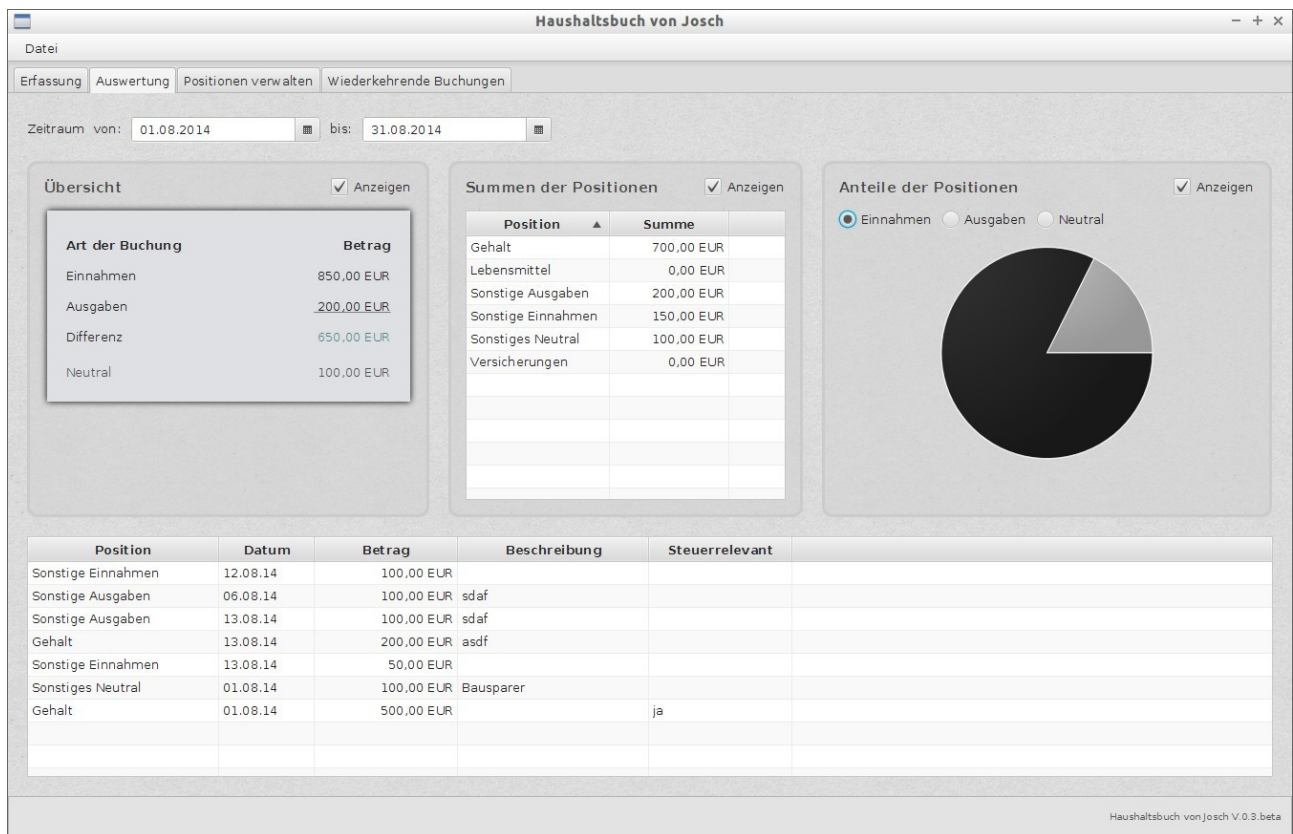 Haushaltsbuch von Josch
Datei
Erfassung Auswertung Positionen verwalten Wiederkehrende Buchungen
Zeitraum von: 01.08.2014 bis: 31.08.2014
Übersicht Anzeigen
Art der Buchung Betrag
Einnahmen 850,00 EUR
Ausgaben 200,00 EUR
Differenz 650,00 EUR
Neutral 100,00 EUR
Summen der Positionen Anzeigen
Position Summe
Gehalt 700,00 EUR
Lebensmittel 0,00 EUR
Sonstige Ausgaben 200,00 EUR
Sonstige Einnahmen 150,00 EUR
Sonstiges Neutral 100,00 EUR
Versicherungen 0,00 EUR
Anteile der Positionen Anzeigen
Einnahmen Ausgaben Neutral
Position Datum Betrag Beschreibung Steuerrelevant
Sonstige Einnahmen 12.08.14 100,00 EUR
Sonstige Ausgaben 06.08.14 100,00 EUR sdaf
Sonstige Ausgaben 13.08.14 100,00 EUR sdaf
Gehalt 13.08.14 200,00 EUR asdf
Sonstige Einnahmen 13.08.14 50,00 EUR
Sonstiges Neutral 01.08.14 100,00 EUR Bausparer
Gehalt 01.08.14 500,00 EUR ja
Haushaltsbuch von Josch V.0.3.beta